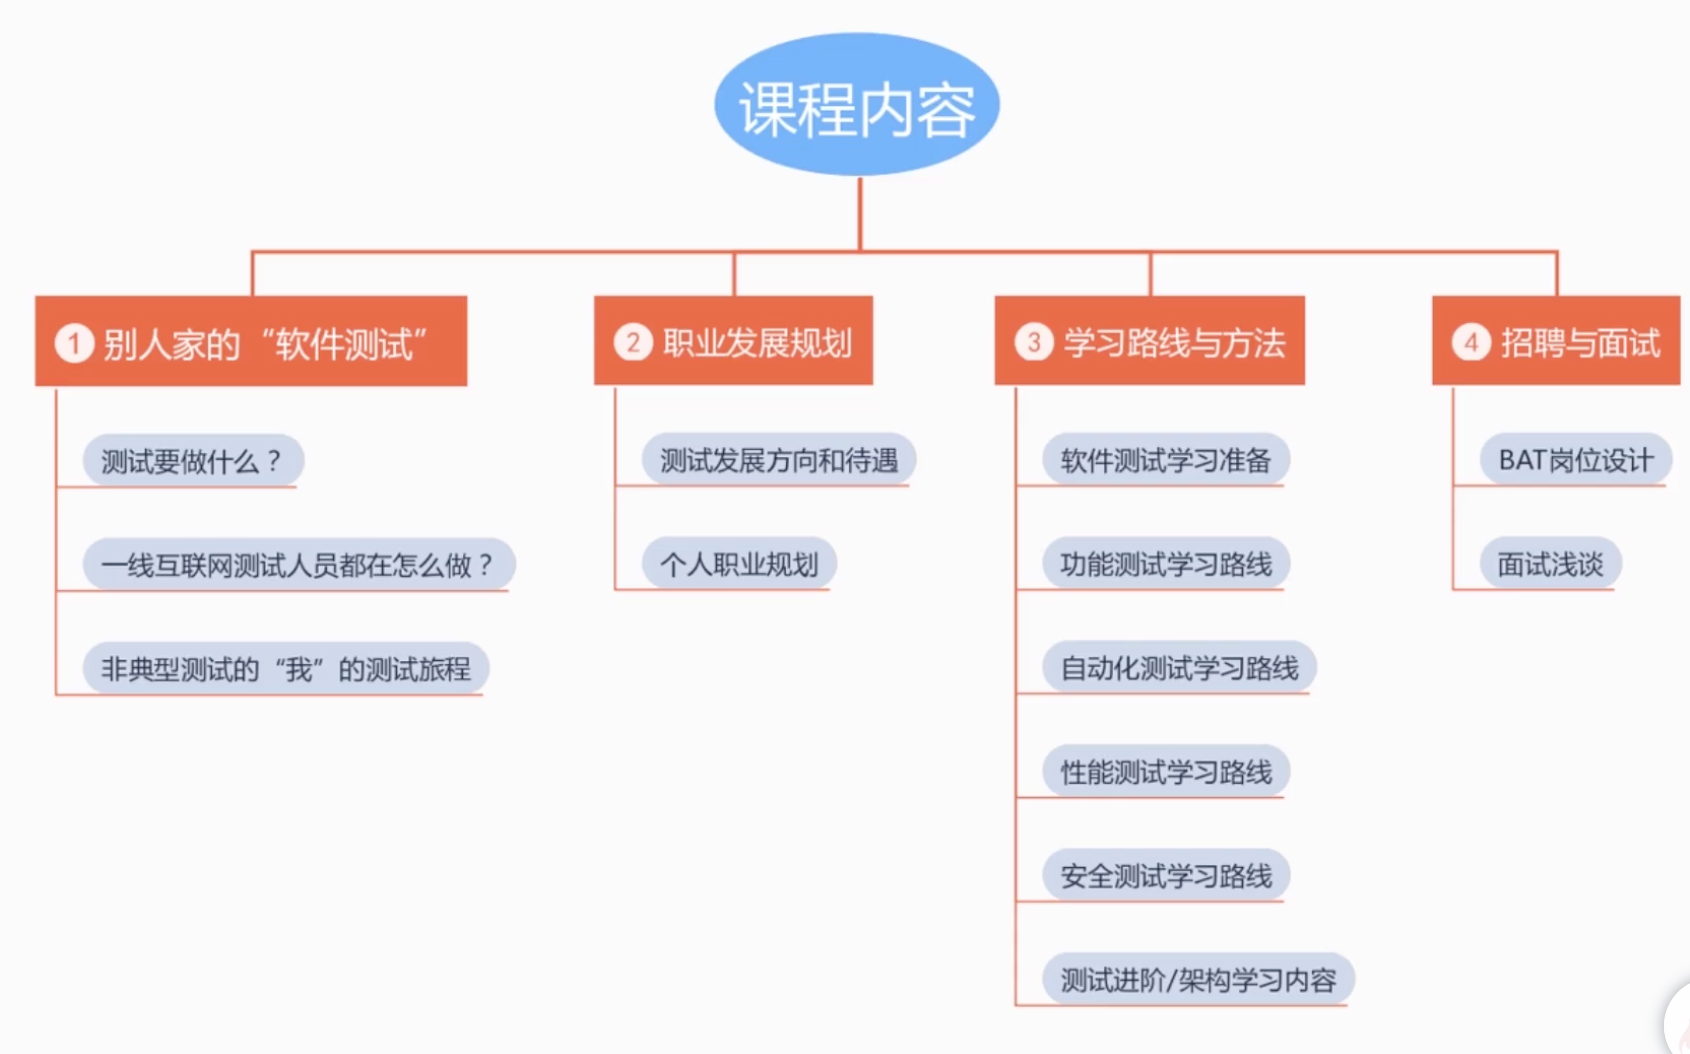 课程内容
① 别人家的“软件测试”
测试要做什么？
一线互联网测试人员都在怎么做？
非典型测试的“我”的测试旅程
② 职业发展规划
测试发展方向和待遇
个人职业规划
③ 学习路线与方法
软件测试学习准备
功能测试学习路线
自动化测试学习路线
性能测试学习路线
安全测试学习路线
测试进阶/架构学习内容
④ 招聘与面试
BAT岗位设计
面试浅谈